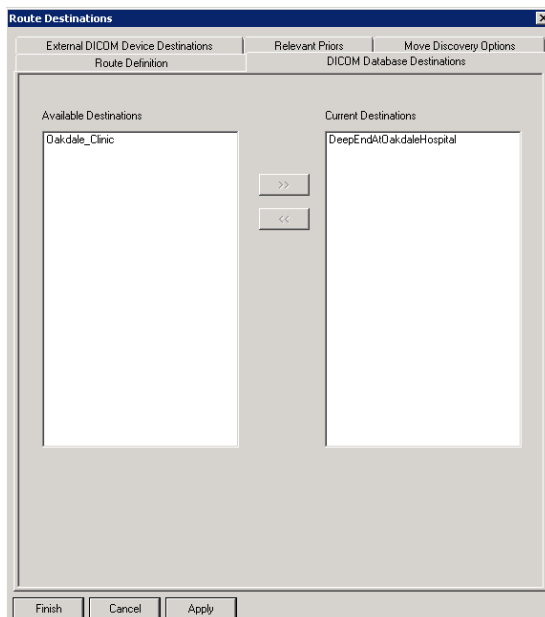 Route Destinations
External DICOM Device Destinations
Relevant Priors
Move Discovery Options
Route Definition
DICOM Database Destinations
Available Destinations
Current Destinations
Oakdale_Clinic
DeepEndAtOakdaleHospital
>>
<<
Finish
Cancel
Apply